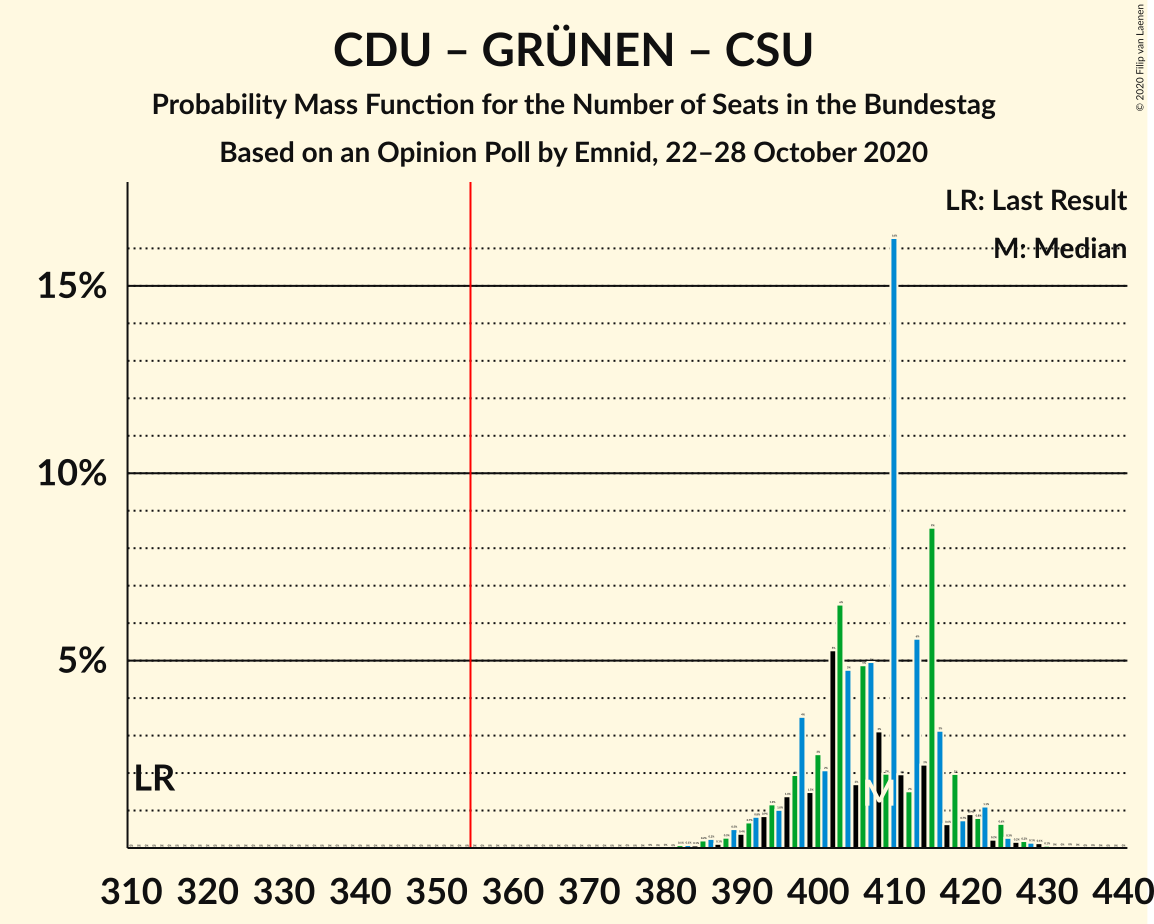 CDU – GRÜNEN – CSU
Probability Mass Function for the Number of Seats in the Bundestag
Based on an Opinion Poll by Emnid, 22–28 October 2020
© 2020 Filip van Laenen
LR: Last Result
M: Median
15%
10%
5%
LR
M
310 320 330 340 350 360 370 380 390 400 410 420 430 440